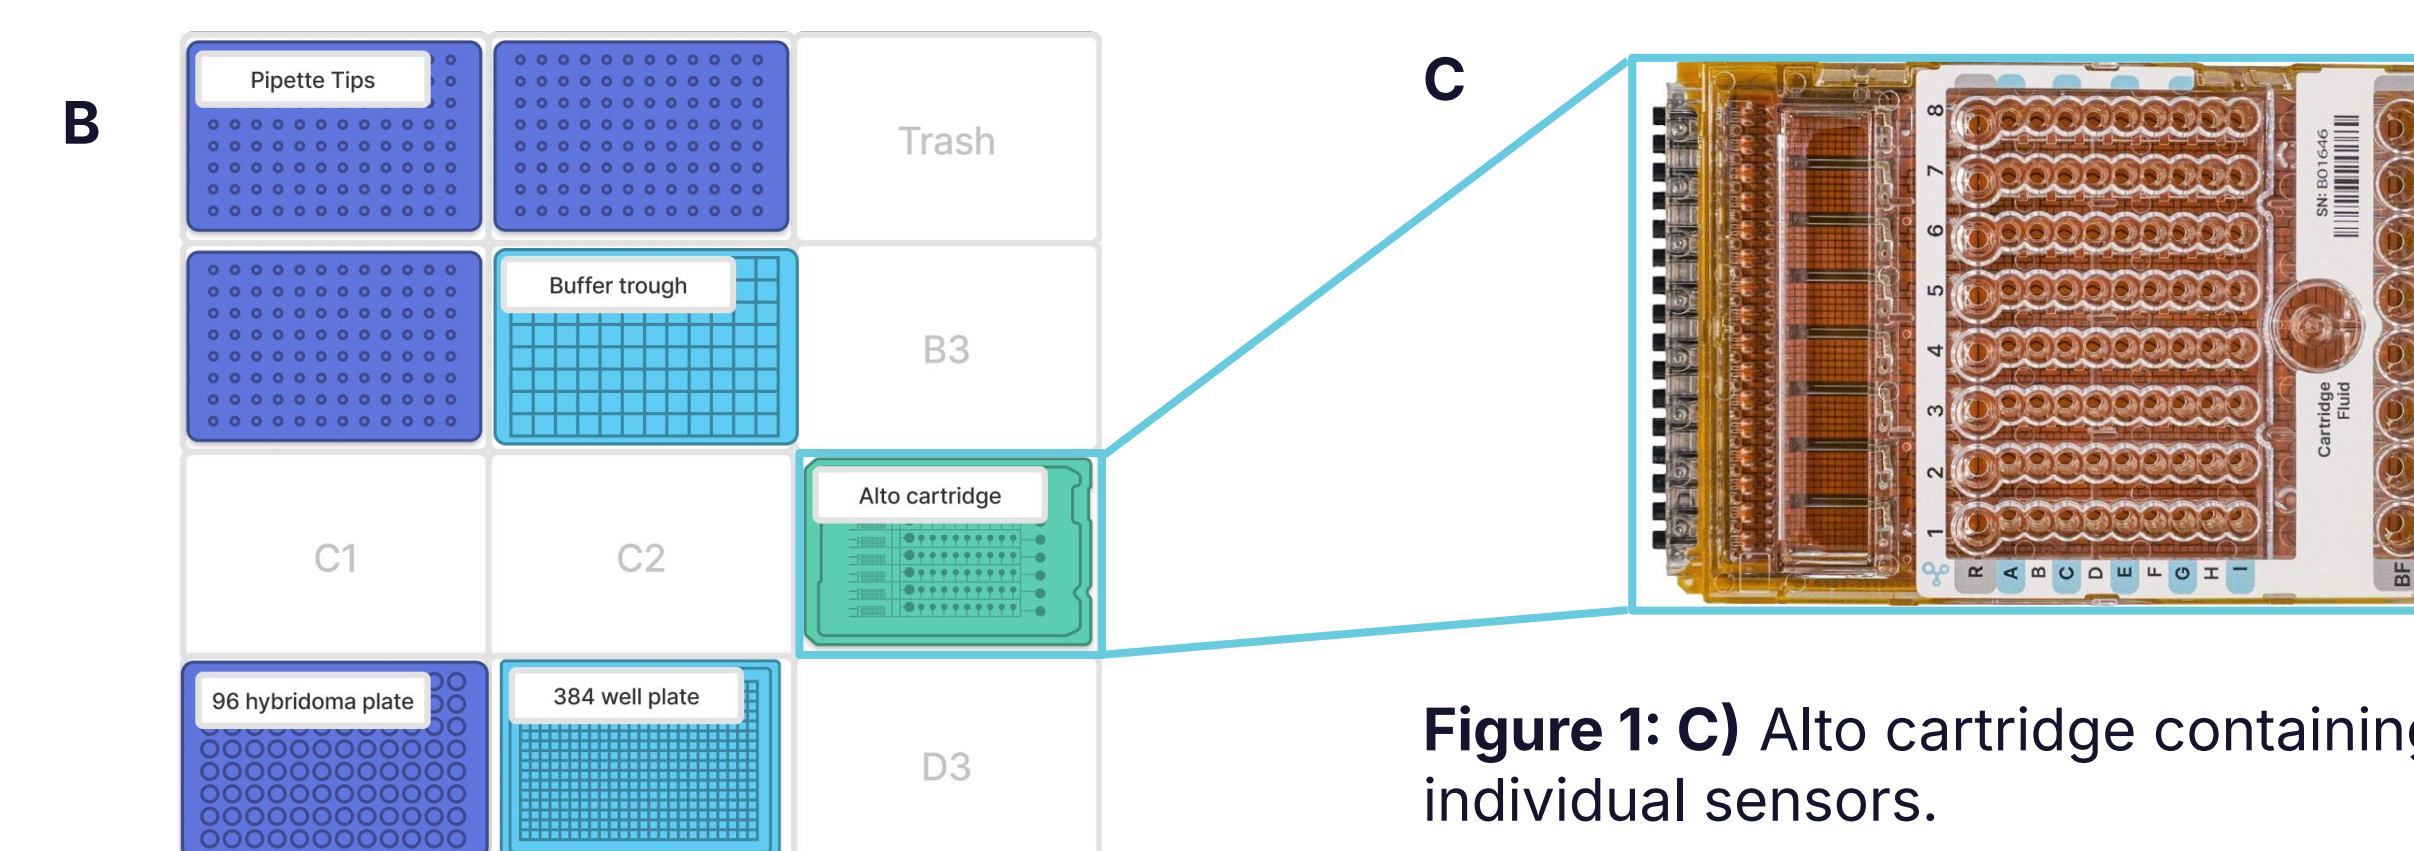 B
Pipette Tips
Trash
Buffer trough
B3
C1
C2
Alto cartridge
96 hybridoma plate
384 well plate
D3
C
8
7
6
5
4
3
2
1
R A B C D E F G H I
SN: B01646
Cartridge
Fluid
BF
Figure 1: C) Alto cartridge containing
individual sensors.